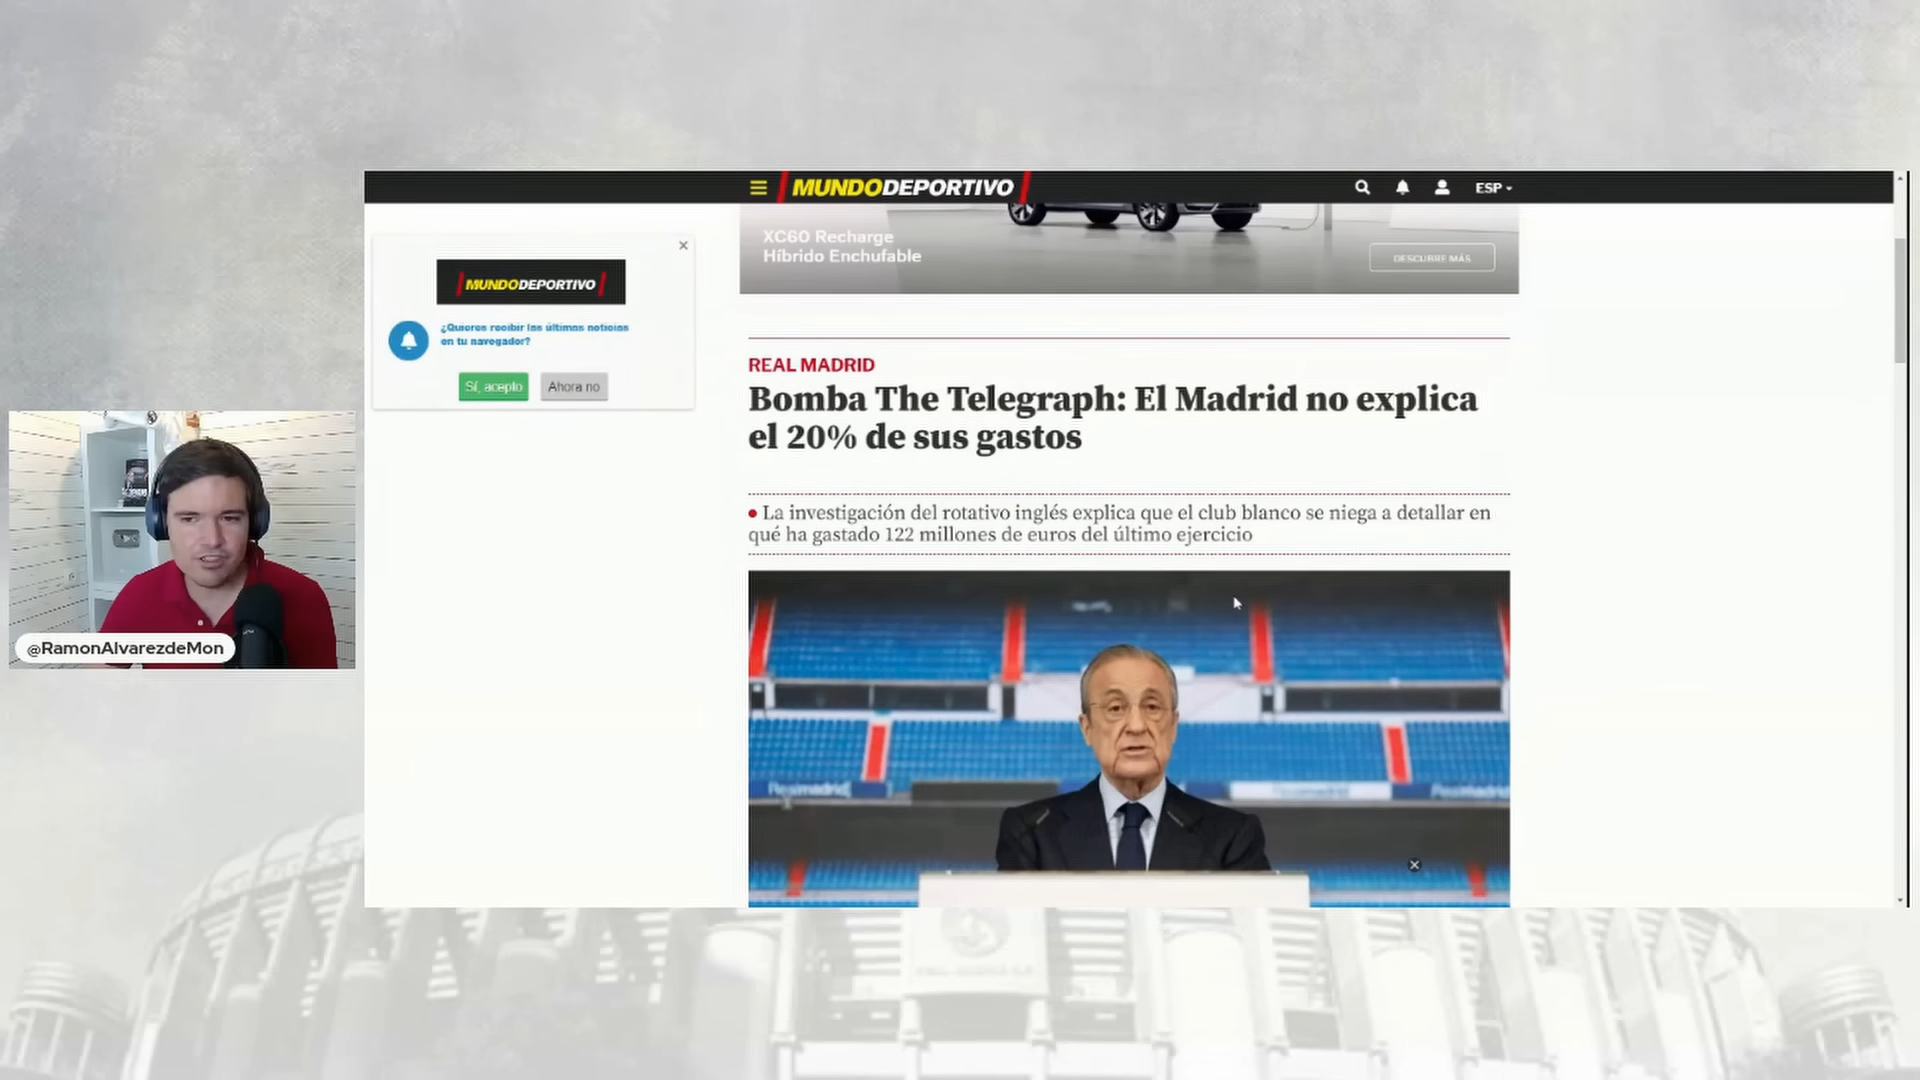 MUNDODEPORTIVO
ESP
XC60 Recharge
Híbrido Enchufable
DESCUBRE MÁS
MUNDODEPORTIVO
¿Quieres recibir las últimas noticias
en tu navegador?
Sí, acepto
Ahora no
REAL MADRID
Bomba The Telegraph: El Madrid no explica
el 20% de sus gastos
La investigación del rotativo inglés explica que el club blanco se niega a detallar en
qué ha gastado 122 millones de euros del último ejercicio
@RamonAlvarezdeMon
Realmadrid
Realmadrid
Realmadrid